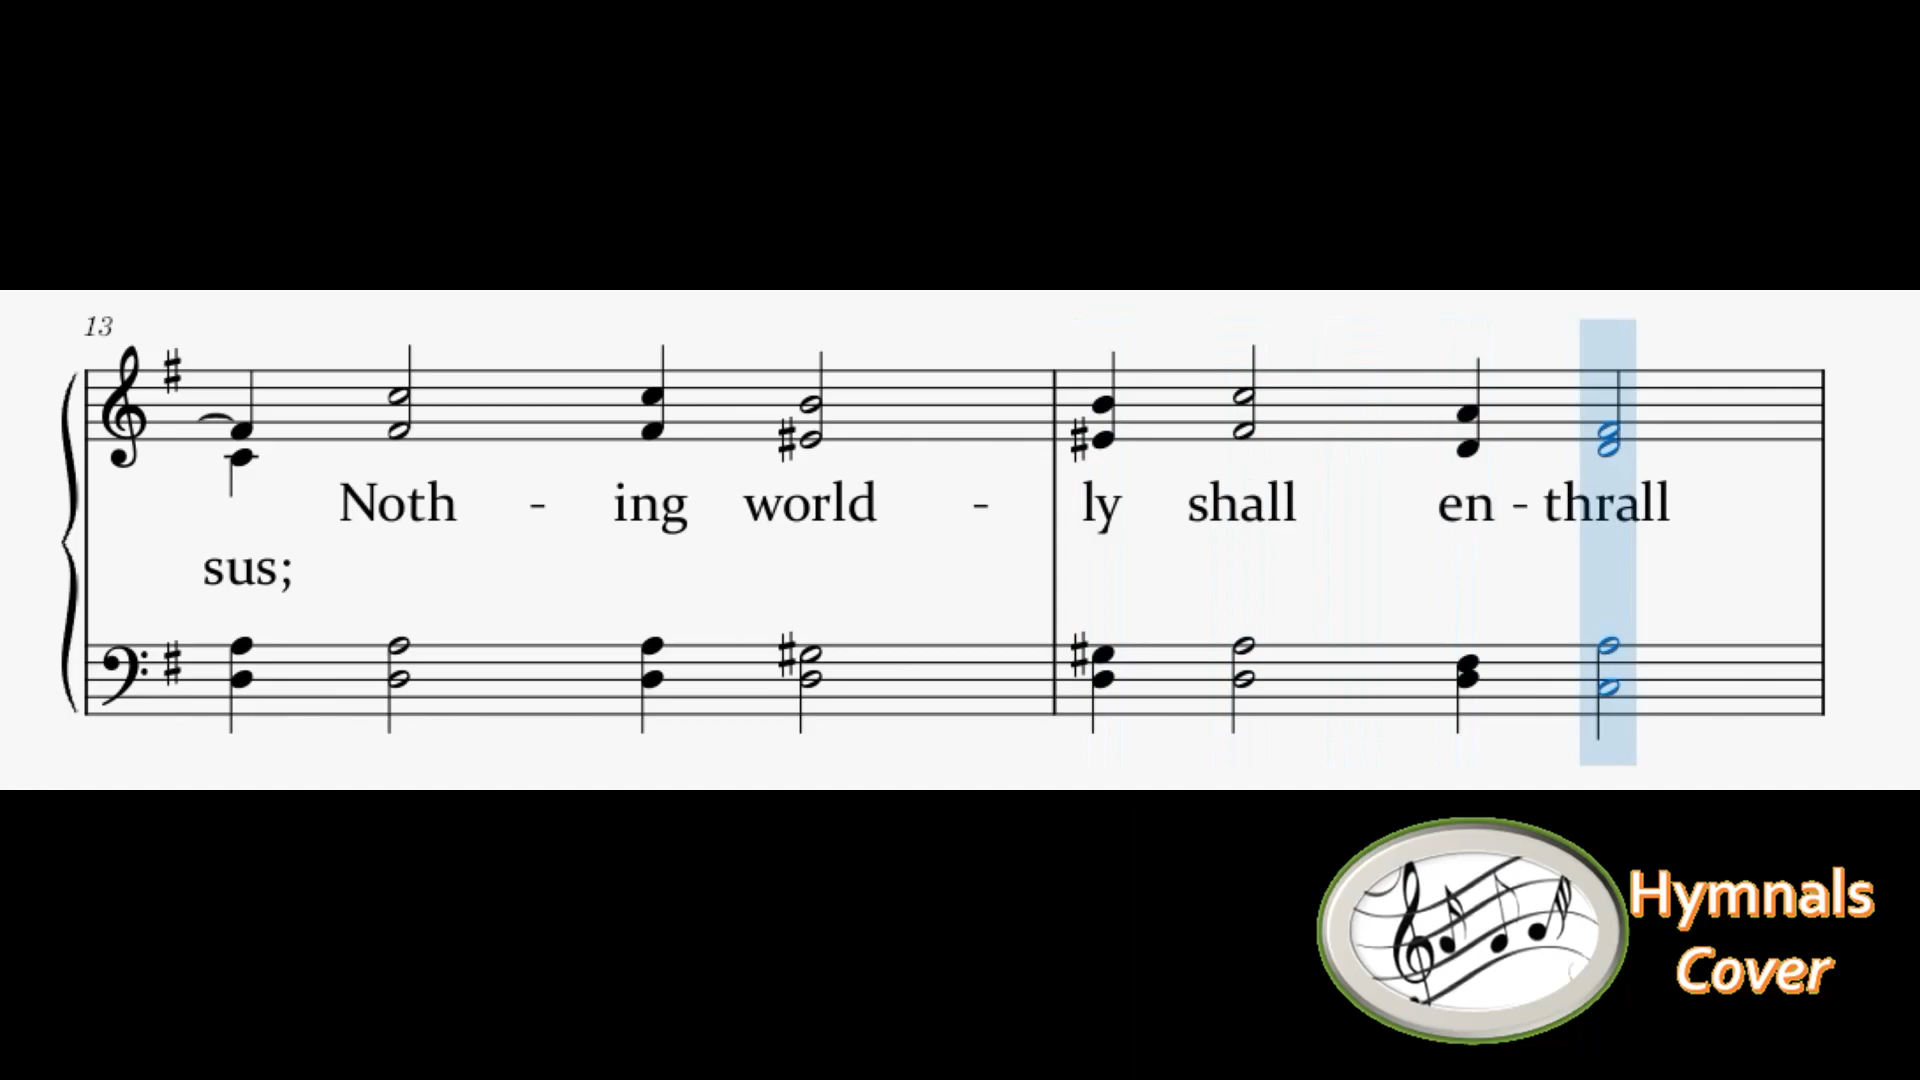 13
Noth - ing world - ly shall en - thrall
sus;
Hymnals
Cover